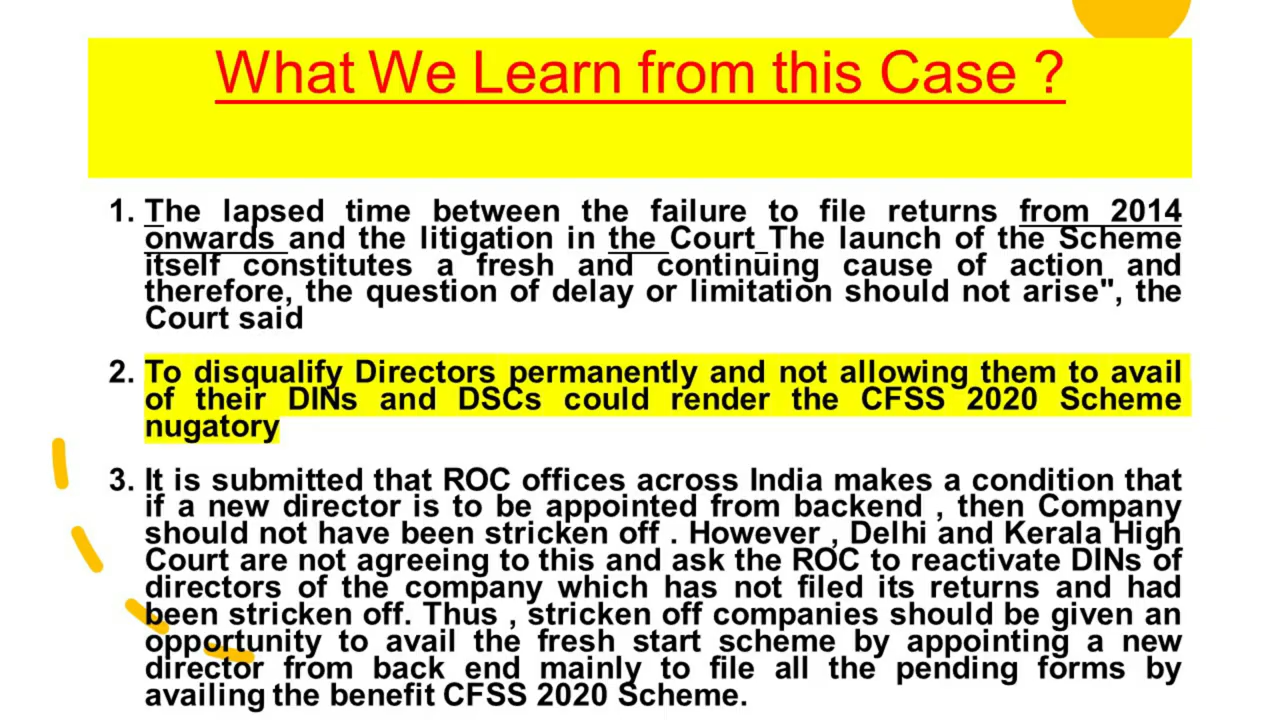 What We Learn from this Case ?
1. The lapsed time between the failure to file returns from 2014
onwards and the litigation in the Court The launch of the Scheme
itself constitutes a fresh and continuing cause of action and
therefore, the question of delay or limitation should not arise", the
Court said
2. To disqualify Directors permanently and not allowing them to avail
of their DINs and DSCs could render the CFSS 2020 Scheme
nugatory
3. It is submitted that ROC offices across India makes a condition that
if a new director is to be appointed from backend , then Company
should not have been stricken off . However , Delhi and Kerala High
Court are not agreeing to this and ask the ROC to reactivate DINs of
directors of the company which has not filed its returns and had
been stricken off. Thus , stricken off companies should be given an
opportunity to avail the fresh start scheme by appointing a new
director from back end mainly to file all the pending forms by
availing the benefit CFSS 2020 Scheme.